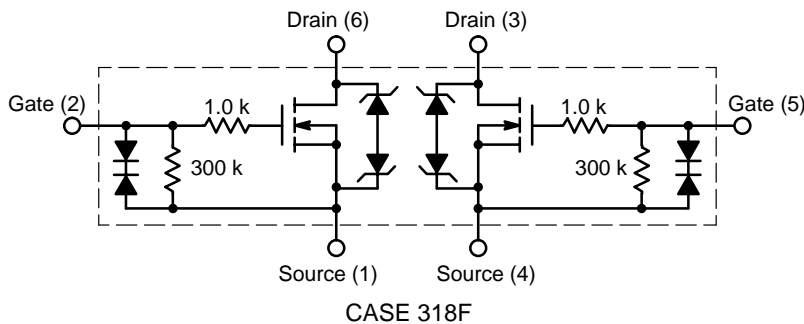 Drain (6)
Drain (3)
Gate (2)
1.0 k
1.0 k
Gate (5)
300 k
300 k
Source (1)
Source (4)
CASE 318F